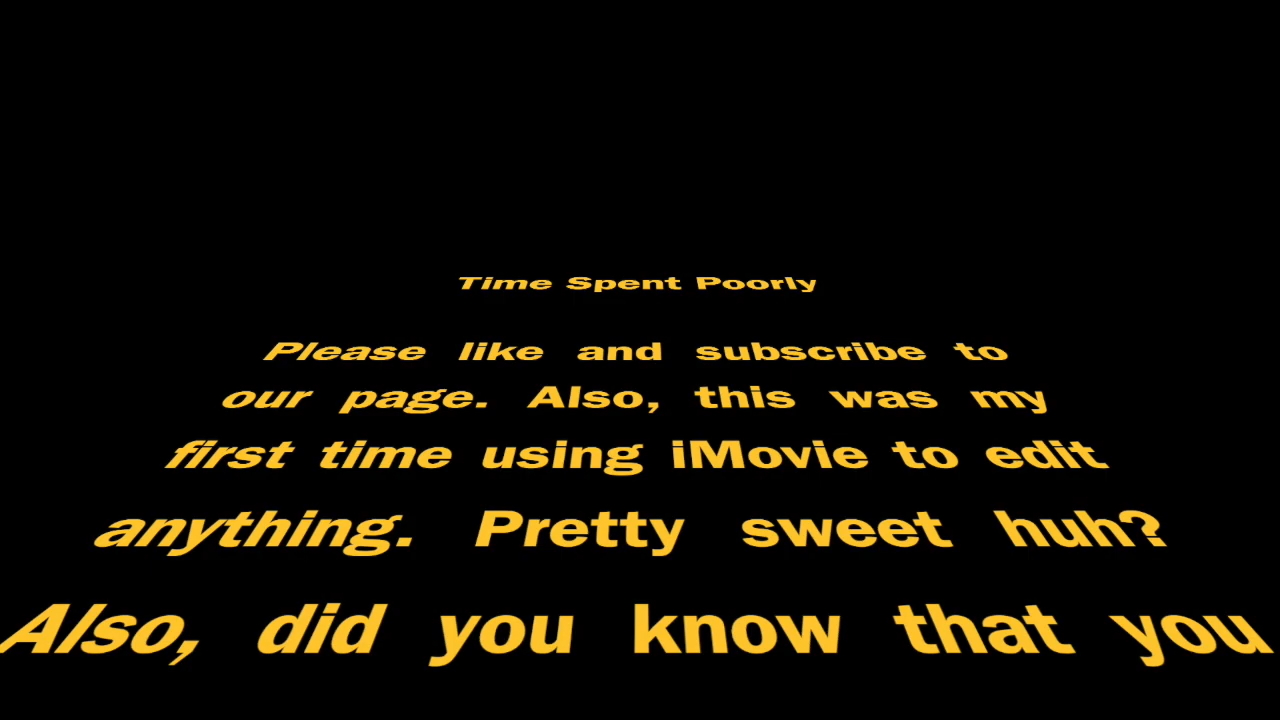 Time Spent Poorly
Please like and subscribe to
our page. Also, this was my
first time using iMovie to edit
anything. Pretty sweet huh?
Also, did you know that you